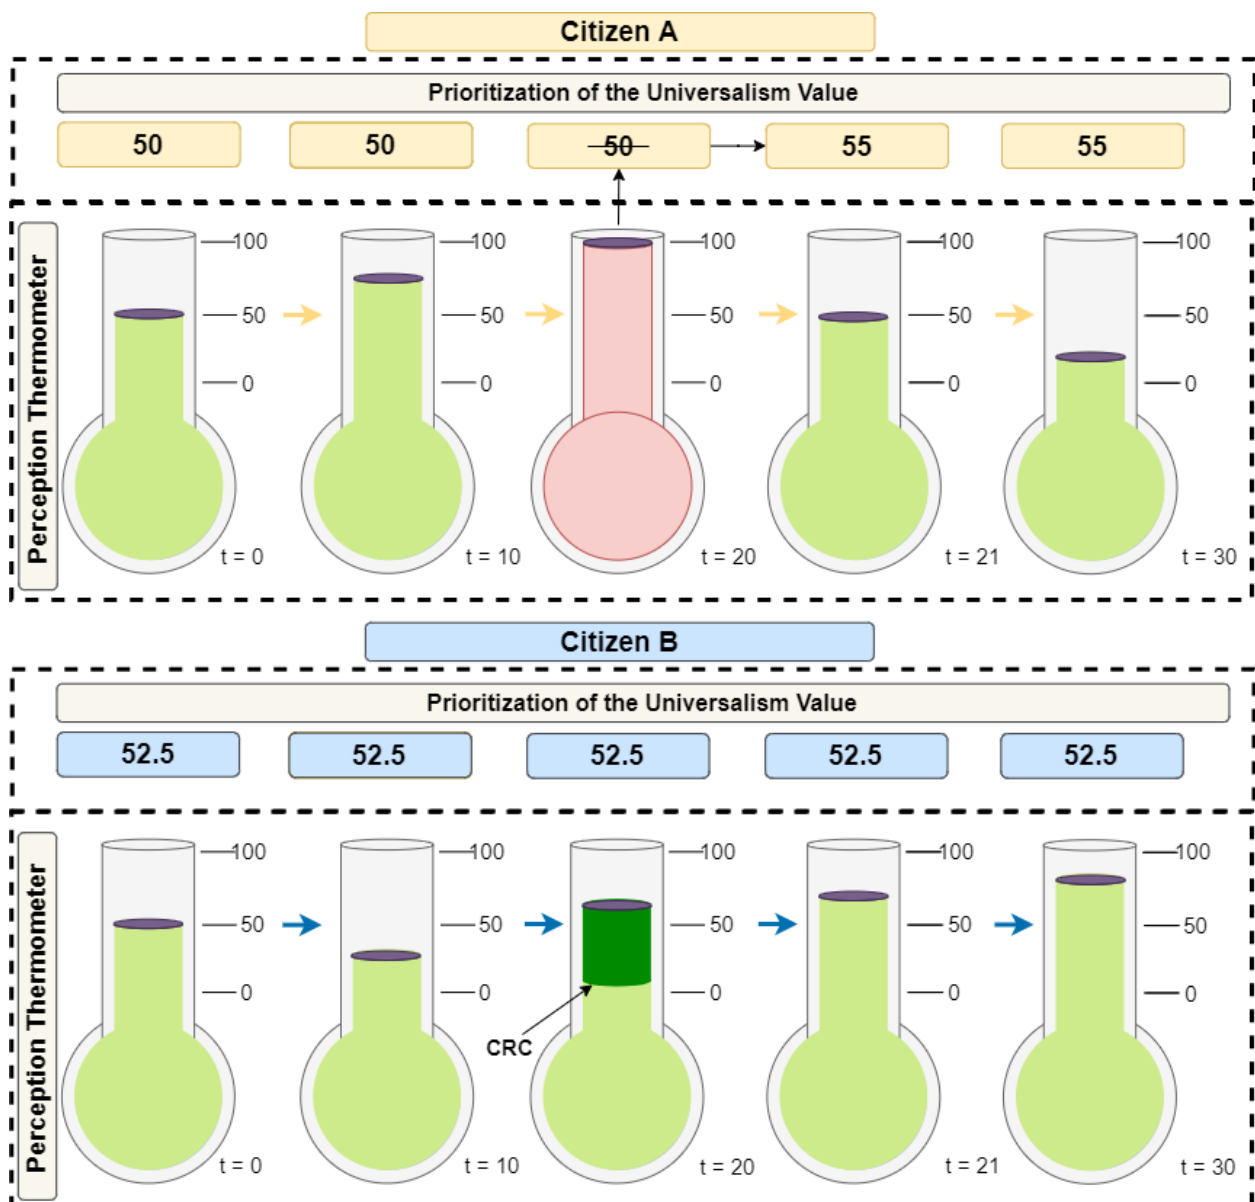 Citizen A
Prioritization of the Universalism Value
50 50 50 55 55
Perception Thermometer
100 100 100 100 100
50 50 50 50 50
0 0 0 0 0
t = 0 t = 10 t = 20 t = 21 t = 30
Citizen B
Prioritization of the Universalism Value
52.5 52.5 52.5 52.5 52.5
Perception Thermometer
100 100 100 100 100
50 50 50 50 50
0 0 0 0 0
CRC
t = 0 t = 10 t = 20 t = 21 t = 30